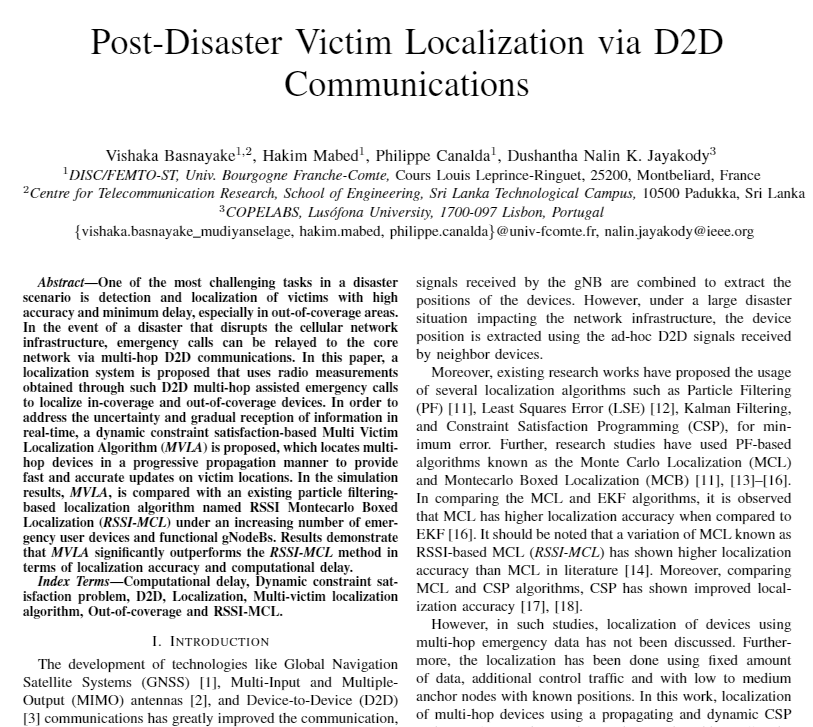 Post-Disaster Victim Localization via D2D
Communications
Vishaka Basnayake1,2, Hakim Mabed1, Philippe Canalda1, Dushantha Nalin K. Jayakody3
1DISC/FEMTO-ST, Univ. Bourgogne Franche-Comte, Cours Louis Leprince-Ringuet, 25200, Montbeliard, France
2Centre for Telecommunication Research, School of Engineering, Sri Lanka Technological Campus, 10500 Padukka, Sri Lanka
3COPELABS, Lusófona University, 1700-097 Lisbon, Portugal
{vishaka.basnayake_mudiyanselage, hakim.mabed, philippe.canalda}@univ-fcomte.fr, nalin.jayakody@ieee.org
Abstract—One of the most challenging tasks in a disaster
scenario is detection and localization of victims with high
accuracy and minimum delay, especially in out-of-coverage areas.
In the event of a disaster that disrupts the cellular network
infrastructure, emergency calls can be relayed to the core
network via multi-hop D2D communications. In this paper, a
localization system is proposed that uses radio measurements
obtained through such D2D multi-hop assisted emergency calls
to localize in-coverage and out-of-coverage devices. In order to
address the uncertainty and gradual reception of information in
real-time, a dynamic constraint satisfaction-based Multi Victim
Localization Algorithm (MVLA) is proposed, which locates multi-
hop devices in a progressive propagation manner to provide
fast and accurate updates on victim locations. In the simulation
results, MVLA, is compared with an existing particle filtering-
based localization algorithm named RSSI Montecarlo Boxed
Localization (RSSI-MCL) under an increasing number of emer-
gency user devices and functional gNodeBs. Results demonstrate
that MVLA significantly outperforms the RSSI-MCL method in
terms of localization accuracy and computational delay.
Index Terms—Computational delay, Dynamic constraint sat-
isfaction problem, D2D, Localization, Multi-victim localization
algorithm, Out-of-coverage and RSSI-MCL.
I. INTRODUCTION
The development of technologies like Global Navigation
Satellite Systems (GNSS) [1], Multi-Input and Multiple-
Output (MIMO) antennas [2], and Device-to-Device (D2D)
[3] communications has greatly improved the communication,
signals received by the gNB are combined to extract the
positions of the devices. However, under a large disaster
situation impacting the network infrastructure, the device
position is extracted using the ad-hoc D2D signals received
by neighbor devices.
Moreover, existing research works have proposed the usage
of several localization algorithms such as Particle Filtering
(PF) [11], Least Squares Error (LSE) [12], Kalman Filtering,
and Constraint Satisfaction Programming (CSP), for min-
imum error. Further, research studies have used PF-based
algorithms known as the Monte Carlo Localization (MCL)
and Montecarlo Boxed Localization (MCB) [11], [13]–[16].
In comparing the MCL and EKF algorithms, it is observed
that MCL has higher localization accuracy when compared to
EKF [16]. It should be noted that a variation of MCL known as
RSSI-based MCL (RSSI-MCL) has shown higher localization
accuracy than MCL in literature [14]. Moreover, comparing
MCL and CSP algorithms, CSP has shown improved local-
ization accuracy [17], [18].
However, in such studies, localization of devices using
multi-hop emergency data has not been discussed. Further-
more, the localization has been done using fixed amount
of data, additional control traffic and with low to medium
anchor nodes with known positions. In this work, localization
of multi-hop devices using a propagating and dynamic CSP